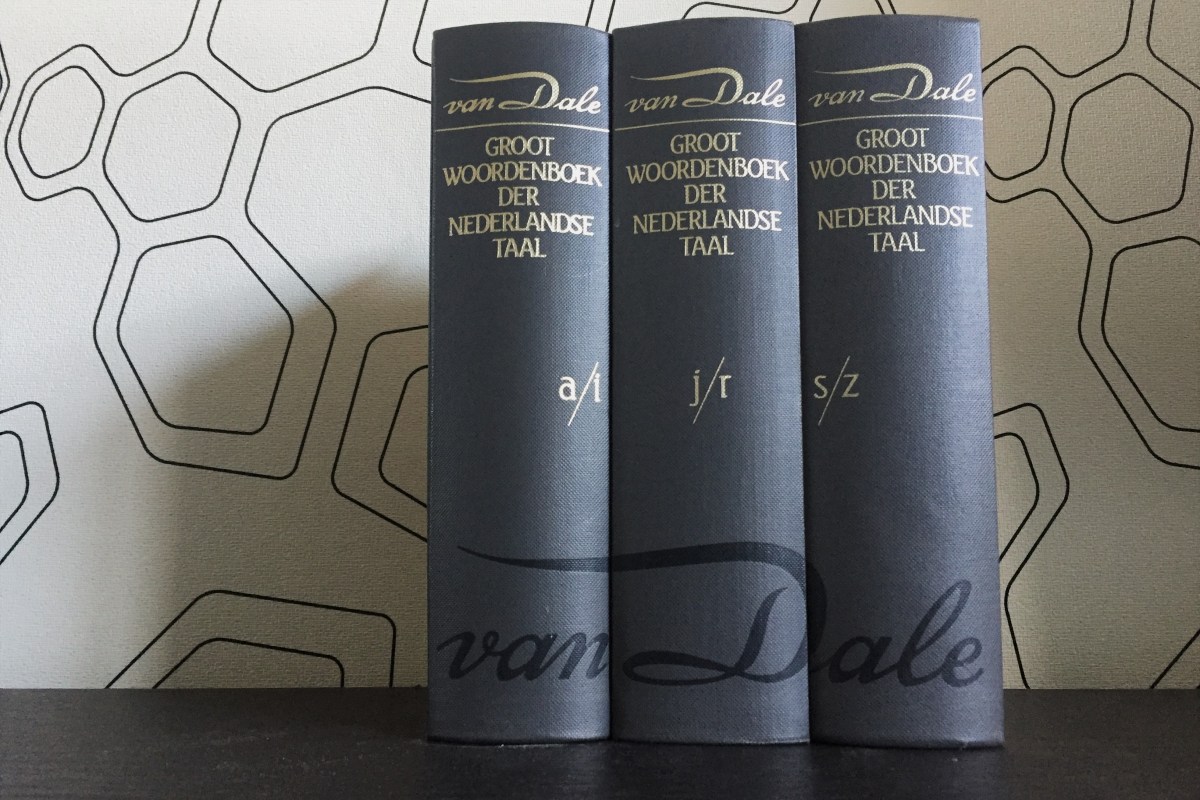 van Dale
GROOT
WOORDENBOEK
DER
NEDERLANDSE
TAAL
a/i
van Dale
GROOT
WOORDENBOEK
DER
NEDERLANDSE
TAAL
j/r
van Dale
GROOT
WOORDENBOEK
DER
NEDERLANDSE
TAAL
s/z
van Dale